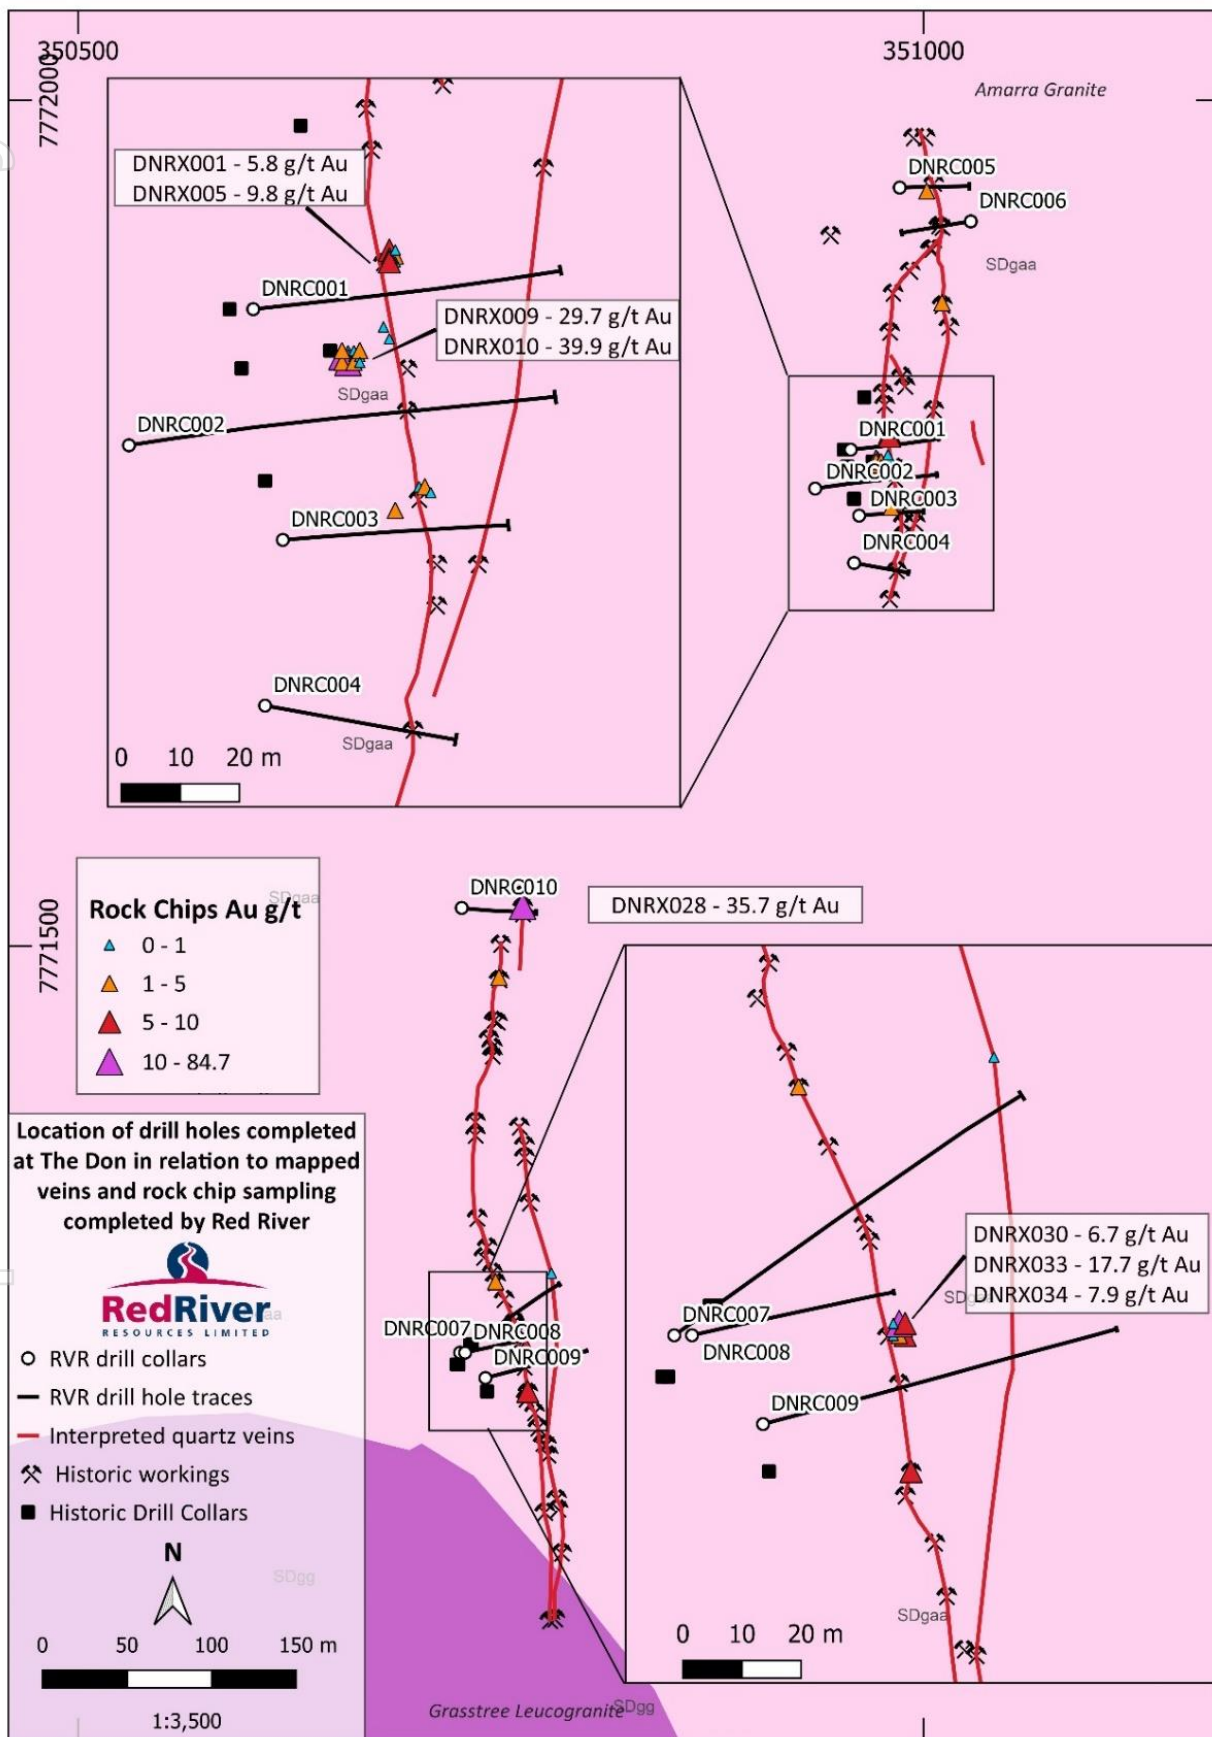 350500
351000
7772000
Amarra Granite
DNRX001 - 5.8 g/t Au
DNRX005 - 9.8 g/t Au
DNRC001
DNRX009 - 29.7 g/t Au
DNRX010 - 39.9 g/t Au
SDgaa
DNRC002
DNRC003
DNRC004
SDgaa
0 10 20 m
DNRC005
DNRC006
SDgaa
DNRC001
DNRC002
DNRC003
DNRC004
7771500
SDgaa
Rock Chips Au g/t
0 - 1
1 - 5
5 - 10
10 - 84.7
DNRC010
DNRX028 - 35.7 g/t Au
Location of drill holes completed
at The Don in relation to mapped
veins and rock chip sampling
completed by Red River
RedRiver
RESOURCES LIMITED
RVR drill collars
RVR drill hole traces
Interpreted quartz veins
Historic workings
Historic Drill Collars
N
SDgg
0 50 100 150 m
1:3,500
DNRC007
DNRC008
DNRC009
DNRX030 - 6.7 g/t Au
DNRX033 - 17.7 g/t Au
DNRX034 - 7.9 g/t Au
DNRC007
DNRC008
DNRC009
SDgaa
0 10 20 m
Grasstree Leucogranite
SDgg